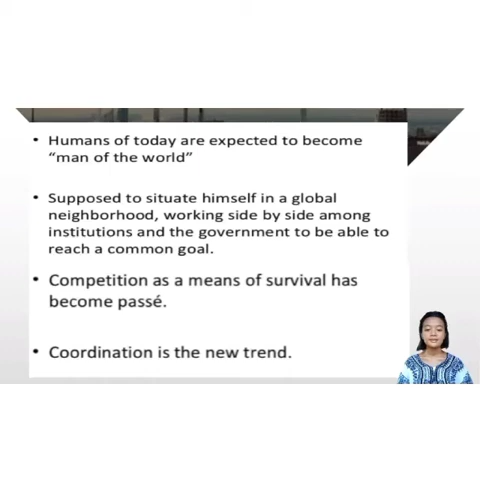 • Humans of today are expected to become
“man of the world”
• Supposed to situate himself in a global
neighborhood, working side by side among
institutions and the government to be able to
reach a common goal.
• Competition as a means of survival has
become passé.
• Coordination is the new trend.